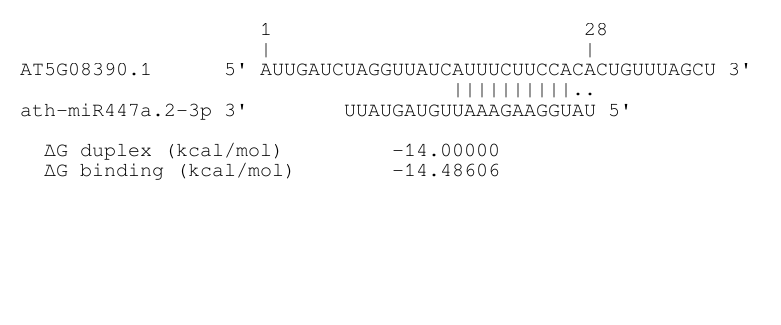 1 28
| |
AT5G08390.1 5' AUUGAUCUAGGUUAUCAUUUCUUCCACACUGUUUAGCU 3'
||||||||||..
ath-miR447a.2-3p 3' UUAUGAUGUUAAAGAAGGUAU 5'
ΔG duplex (kcal/mol) -14.00000
ΔG binding (kcal/mol) -14.48606